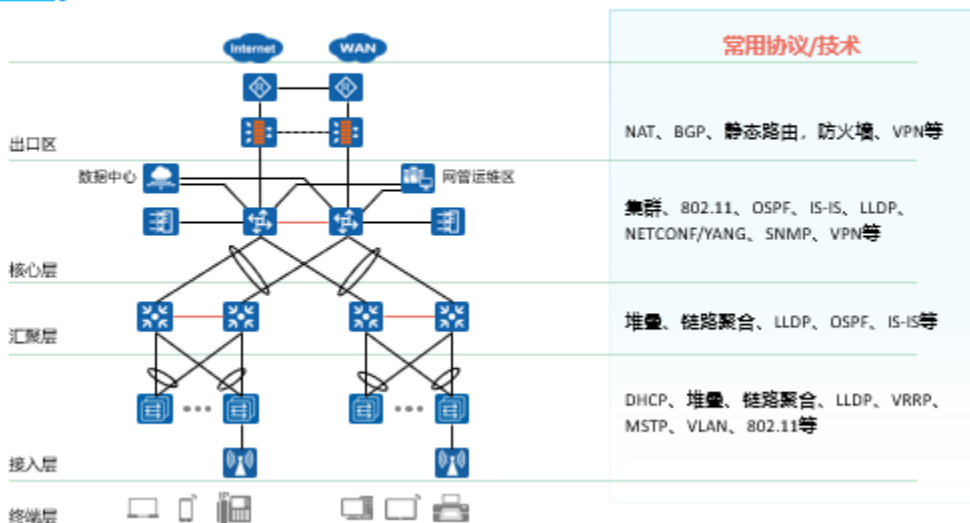 Internet
WAN
常用协议/技术
出口区
NAT、BGP、静态路由，防火墙、VPN等
数据中心
网管运维区
集群、802.11、OSPF、IS-IS、LLDP、
NETCONF/YANG、SNMP、VPN等
核心层
堆叠、链路聚合、LLDP、OSPF、IS-IS等
汇聚层
DHCP、堆叠、链路聚合、LLDP、VRRP、
MSTP、VLAN、802.11等
接入层
终端层